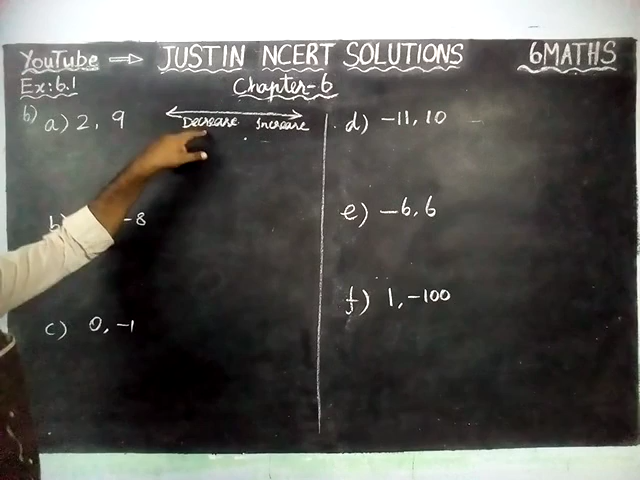 YouTube → JUSTIN NCERT SOLUTIONS 6MATHS
Ex:6.1 Chapter-6
6)
a) 2, 9
Decrease Increase
b) -8
c) 0, -1
d) -11, 10
e) -6, 6
f) 1, -100